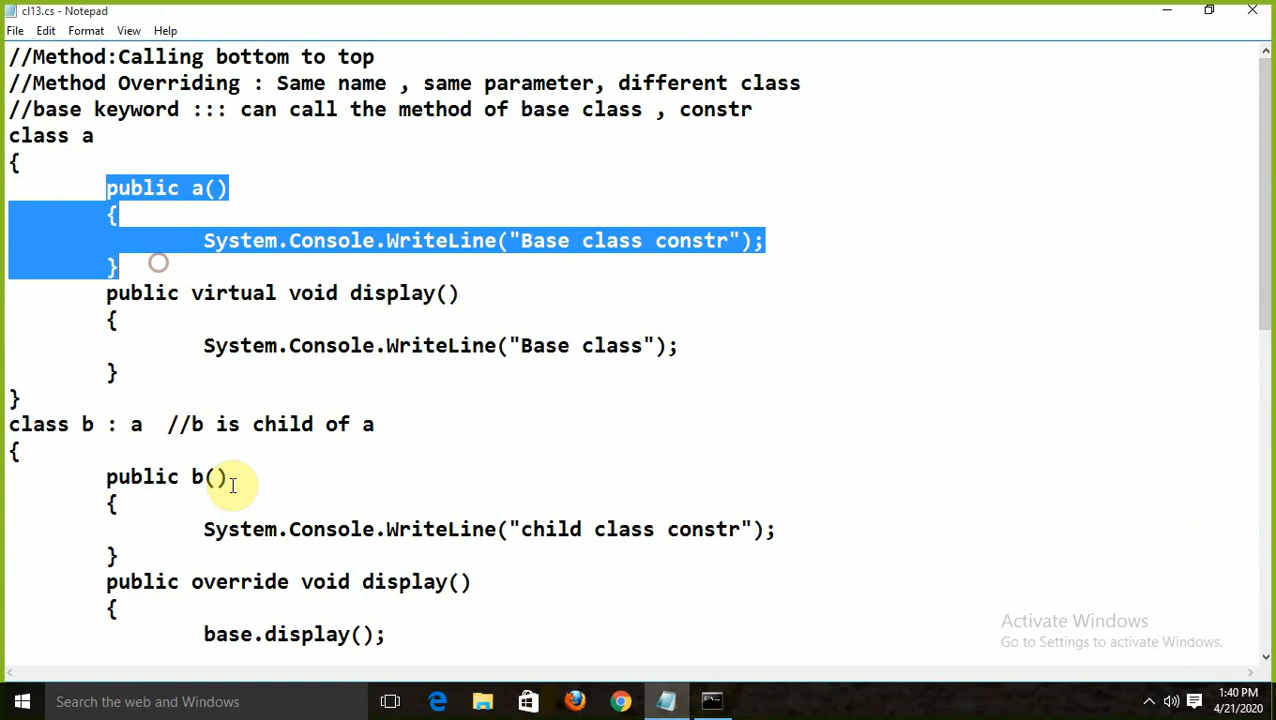 cl13.cs - Notepad
File Edit Format View Help
//Method:Calling bottom to top
//Method Overriding : Same name , same parameter, different class
//base keyword ::: can call the method of base class , constr
class a
{
public a()
{
System.Console.WriteLine("Base class constr");
}
public virtual void display()
{
System.Console.WriteLine("Base class");
}
}
class b : a  //b is child of a
{
public b()
{
System.Console.WriteLine("child class constr");
}
public override void display()
{
base.display();
Activate Windows
Go to Settings to activate Windows.
Search the web and Windows
1:40 PM
4/21/2020